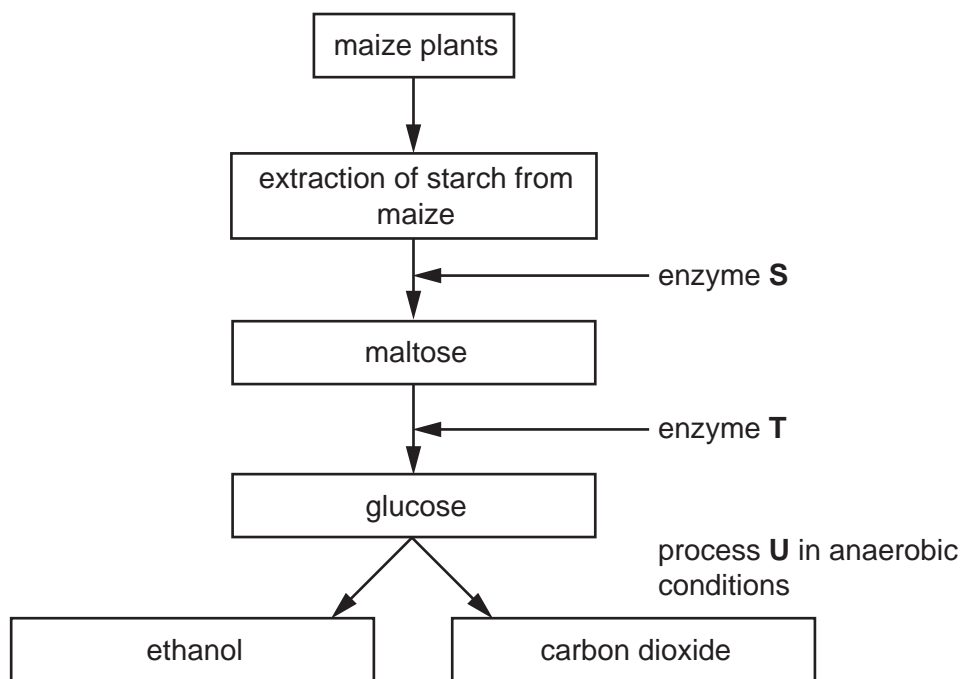 maize plants
extraction of starch from
maize
enzyme S
maltose
enzyme T
glucose
process U in anaerobic
conditions
ethanol
carbon dioxide